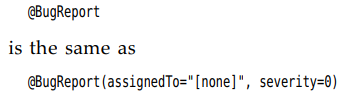 @BugReport
is the same as
@BugReport(assignedTo="[none]", severity=0)